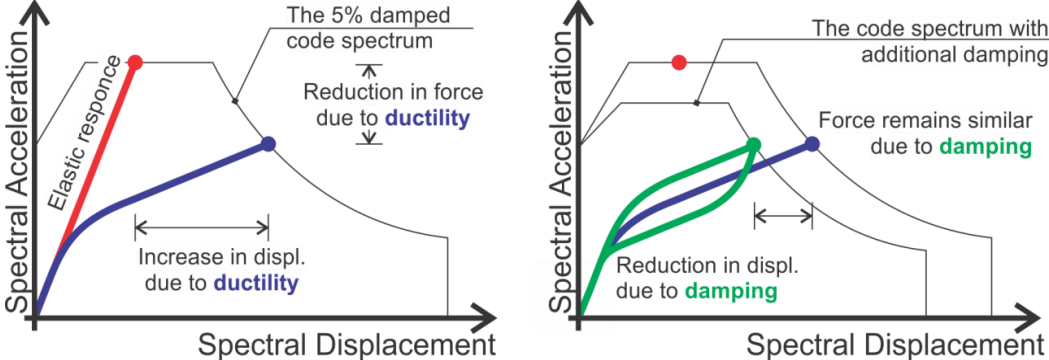 Spectral Acceleration
Elastic responce
The 5% damped
code spectrum
Reduction in force
due to ductility
Increase in displ.
due to ductility
Spectral Displacement
Spectral Acceleration
The code spectrum with
additional damping
Force remains similar
due to damping
Reduction in displ.
due to damping
Spectral Displacement